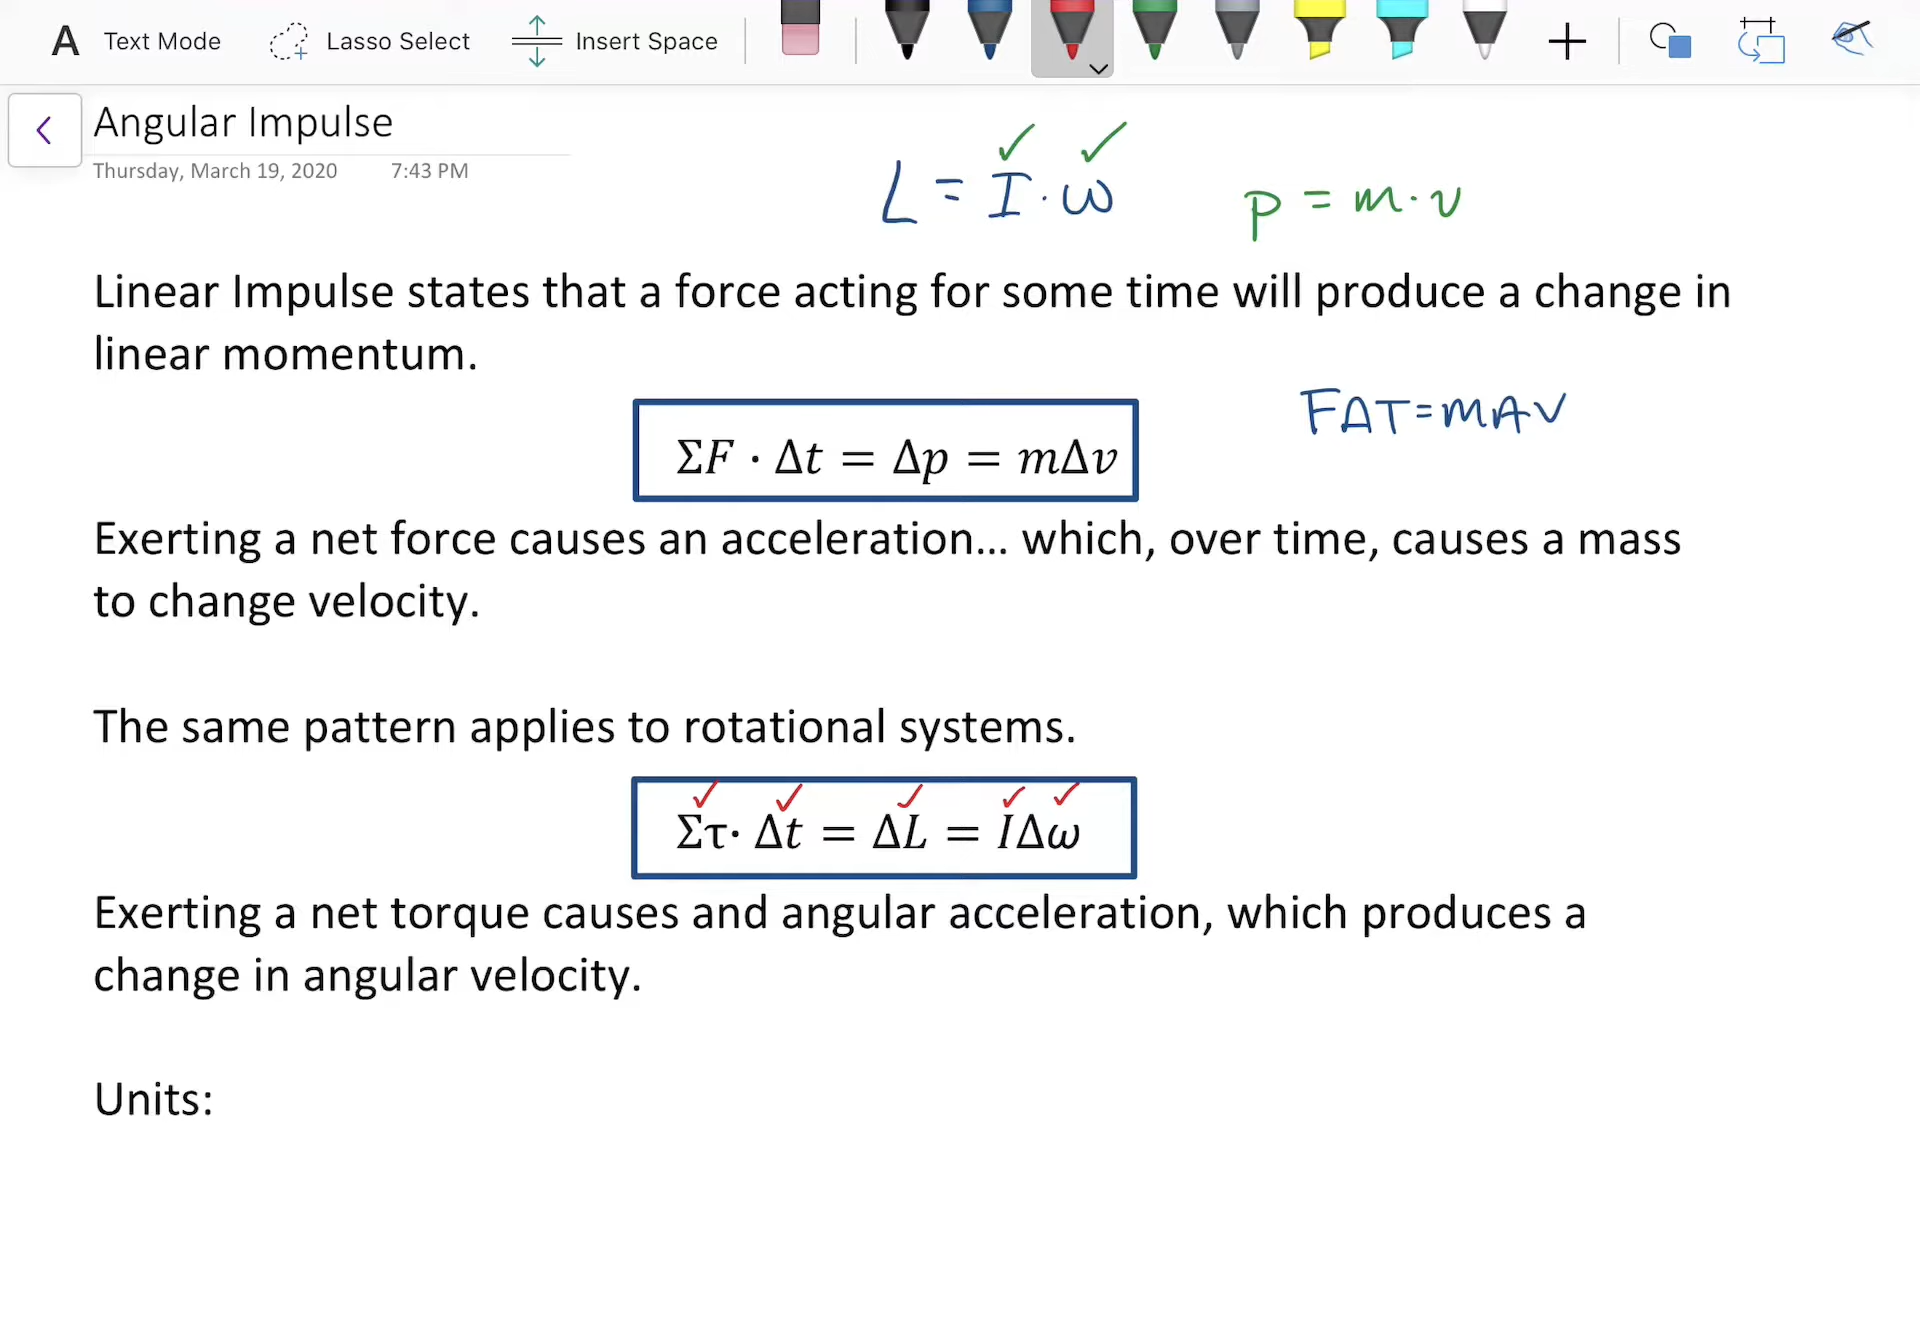 A Text Mode Lasso Select Insert Space
Angular Impulse
Thursday, March 19, 2020 7:43 PM
L = I · ω p = m · v
Linear Impulse states that a force acting for some time will produce a change in
linear momentum.
FΔT=mΔV
ΣF · Δt = Δp = mΔv
Exerting a net force causes an acceleration... which, over time, causes a mass
to change velocity.
The same pattern applies to rotational systems.
Στ· Δt = ΔL = IΔω
Exerting a net torque causes and angular acceleration, which produces a
change in angular velocity.
Units: